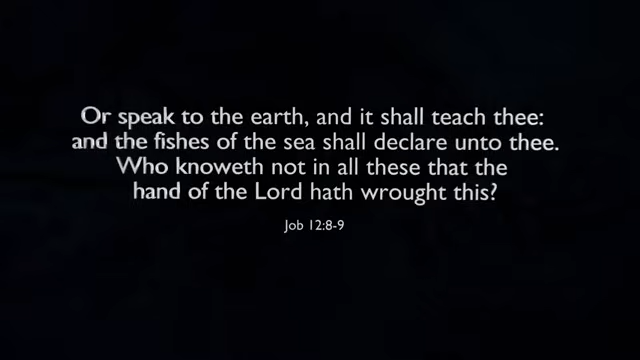 Or speak to the earth, and it shall teach thee:
and the fishes of the sea shall declare unto thee.
Who knoweth not in all these that the
hand of the Lord hath wrought this?
Job 12:8-9